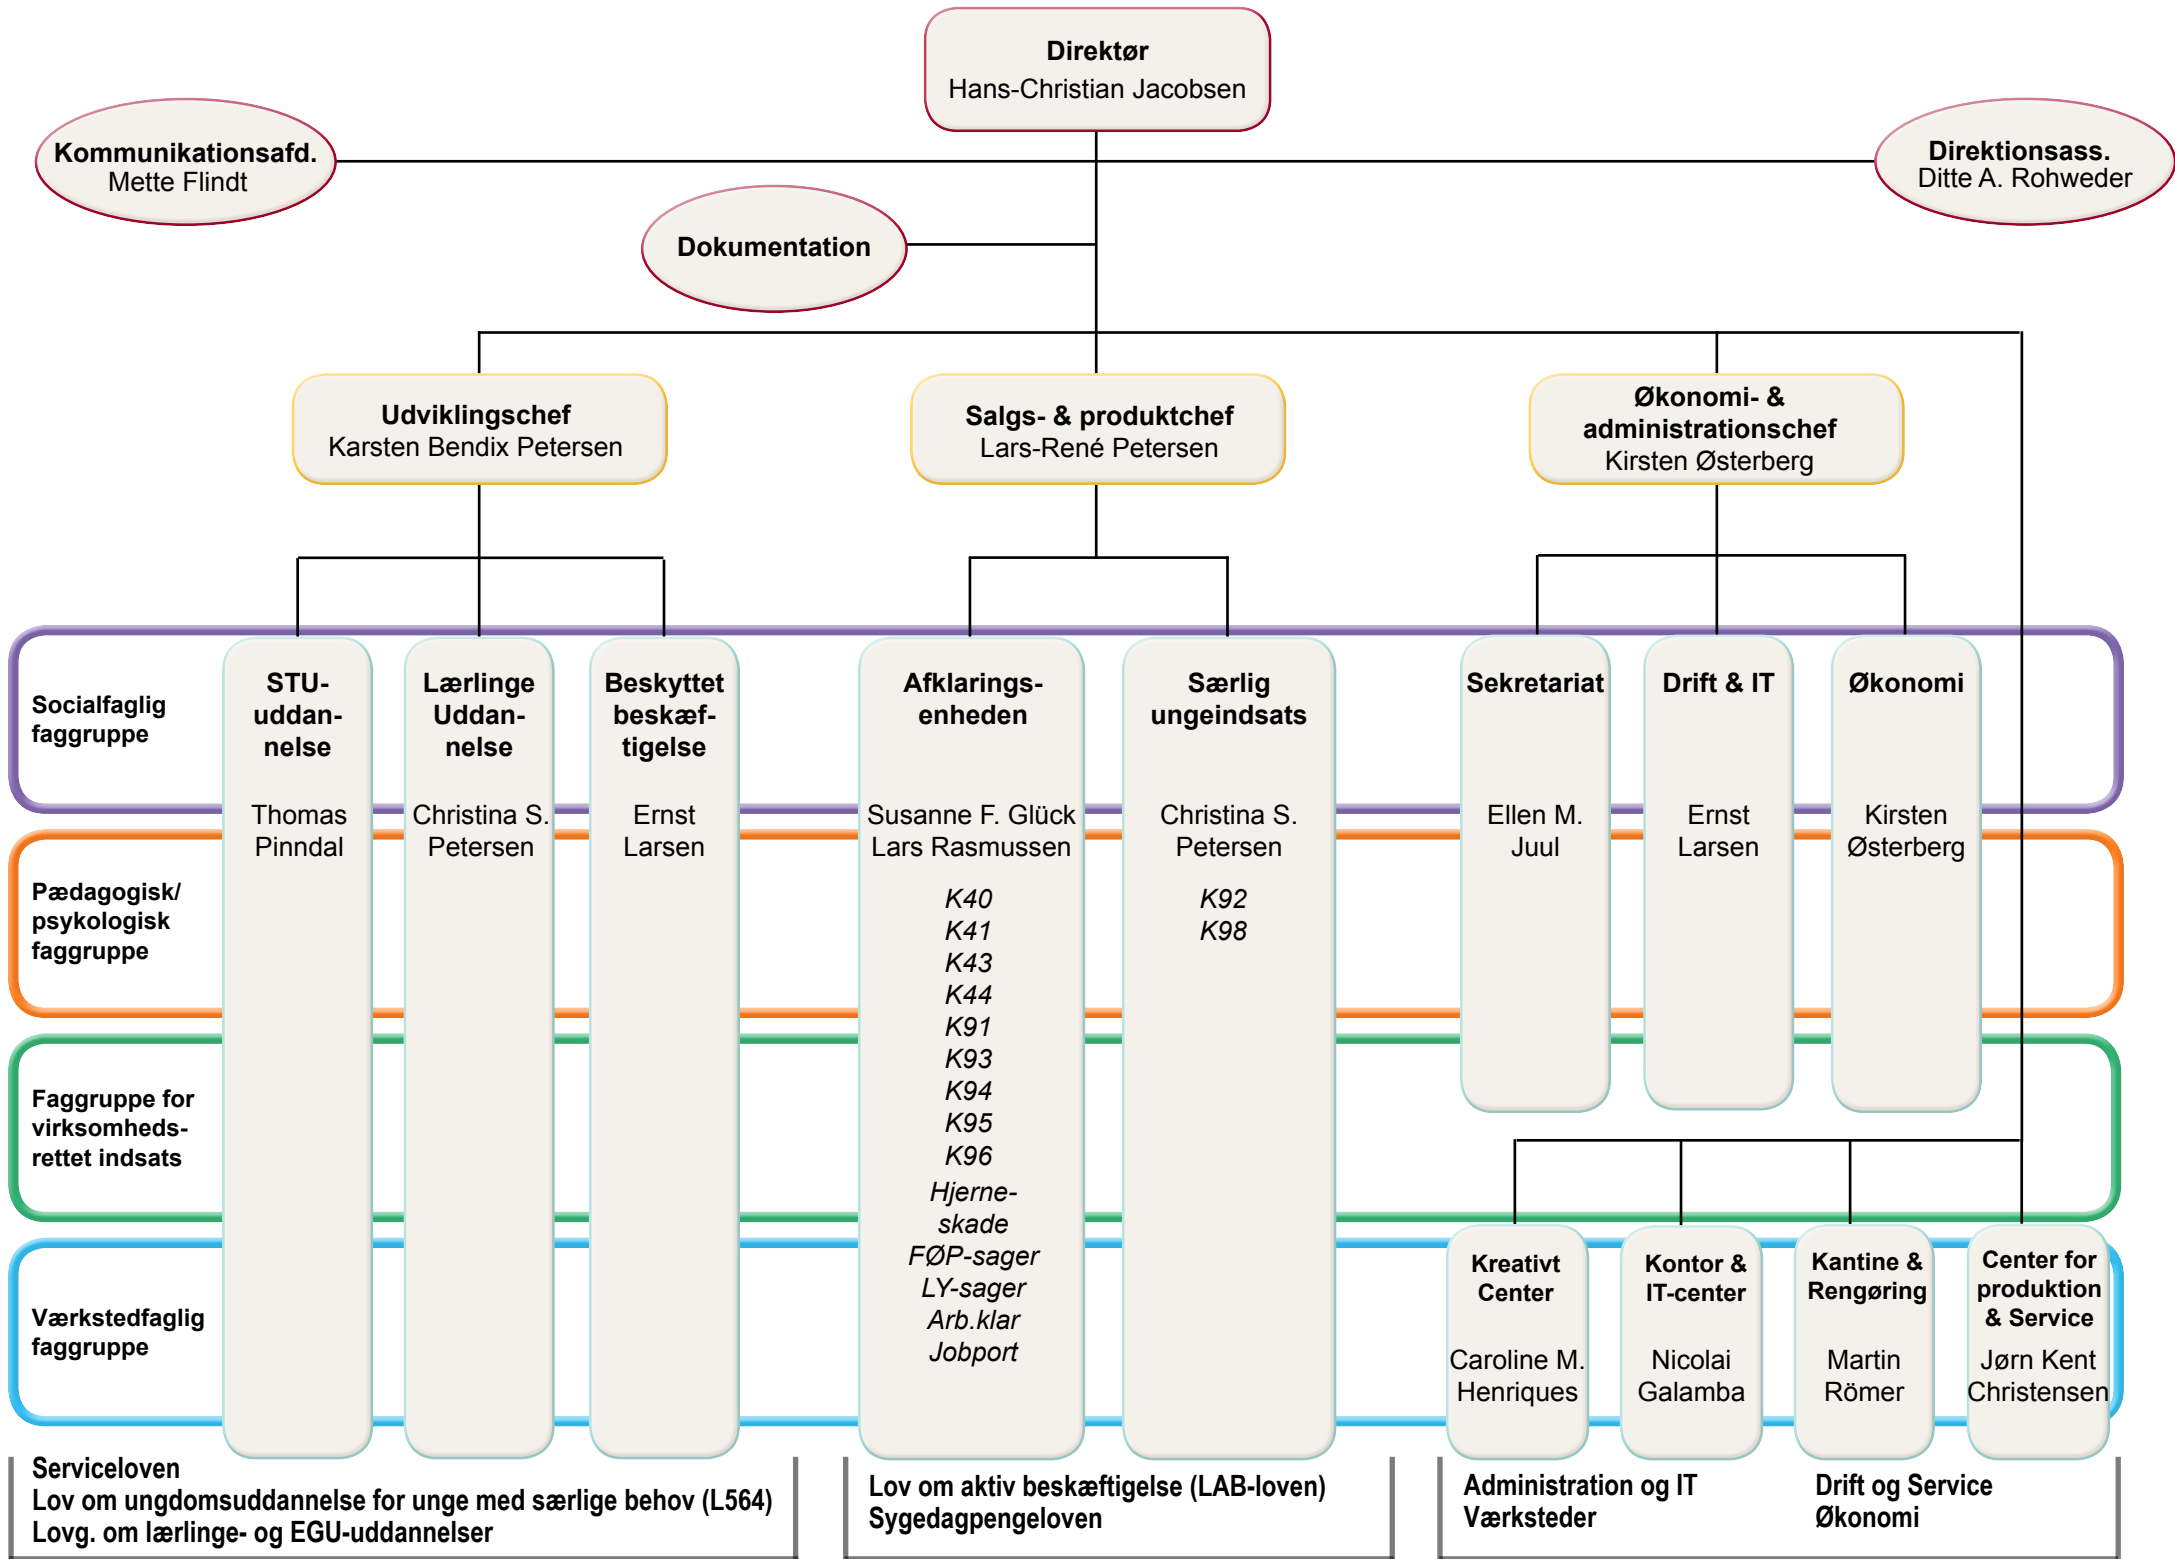 Direktør
Hans-Christian Jacobsen
Kommunikationsafd.
Mette Flindt
Direktionsass.
Ditte A. Rohweder
Dokumentation
Udviklingschef
Karsten Bendix Petersen
Salgs- & produktchef
Lars-René Petersen
Økonomi- &
administrationschef
Kirsten Østerberg
Socialfaglig
faggruppe
Pædagogisk/
psykologisk
faggruppe
Faggruppe for
virksomheds-
rettet indsats
Værkstedfaglig
faggruppe
STU-
uddan-
nelse
Thomas
Pinndal
Lærlinge
Uddan-
nelse
Christina S.
Petersen
Beskyttet
beskæf-
tigelse
Ernst
Larsen
Afklarings-
enheden
Susanne F. Glück
Lars Rasmussen
K40
K41
K43
K44
K91
K93
K94
K95
K96
Hjerne-
skade
FØP-sager
LY-sager
Arb.klar
Jobport
Særlig
ungeindsats
Christina S.
Petersen
K92
K98
Sekretariat
Ellen M.
Juul
Drift & IT
Ernst
Larsen
Økonomi
Kirsten
Østerberg
Kreativt
Center
Caroline M.
Henriques
Kontor &
IT-center
Nicolai
Galamba
Kantine &
Rengøring
Martin
Römer
Center for
produktion
& Service
Jørn Kent
Christensen
Serviceloven
Lov om ungdomsuddannelse for unge med særlige behov (L564)
Lovg. om lærlinge- og EGU-uddannelser
Lov om aktiv beskæftigelse (LAB-loven)
Sygedagpengeloven
Administration og IT
Værksteder
Drift og Service
Økonomi